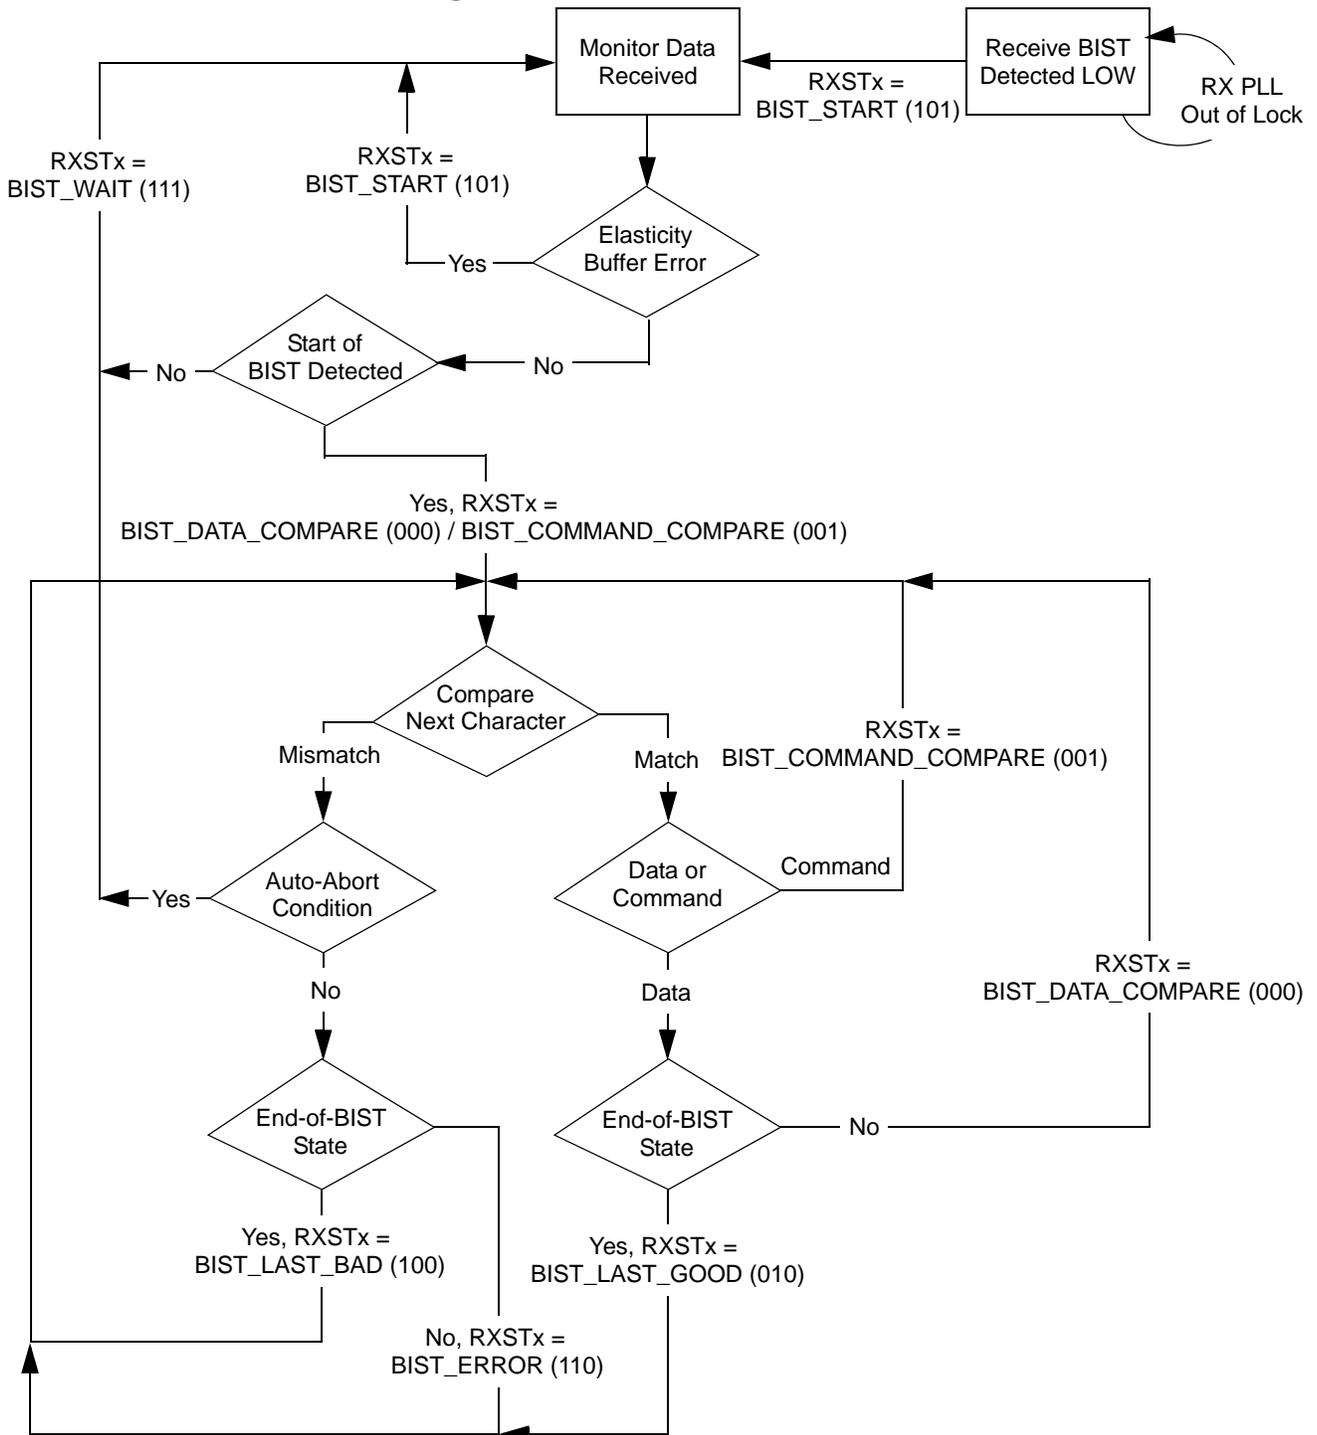 Monitor Data
Received
Receive BIST
Detected LOW
RX PLL
Out of Lock
RXSTx =
BIST_START (101)
RXSTx =
BIST_WAIT (111)
RXSTx =
BIST_START (101)
Elasticity
Buffer Error
Yes
Start of
BIST Detected
No
No
Yes, RXSTx =
BIST_DATA_COMPARE (000) / BIST_COMMAND_COMPARE (001)
Compare
Next Character
Mismatch
Match
RXSTx =
BIST_COMMAND_COMPARE (001)
Auto-Abort
Condition
Yes
Data or
Command
Command
No
Data
RXSTx =
BIST_DATA_COMPARE (000)
End-of-BIST
State
End-of-BIST
State
No
Yes, RXSTx =
BIST_LAST_BAD (100)
Yes, RXSTx =
BIST_LAST_GOOD (010)
No, RXSTx =
BIST_ERROR (110)